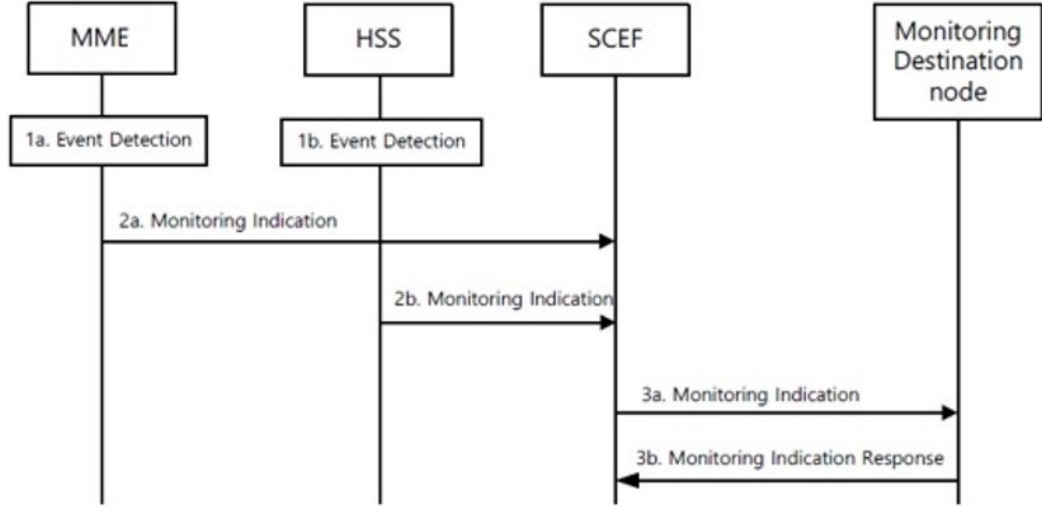 MME
HSS
SCEF
Monitoring
Destination
node
1a. Event Detection
1b. Event Detection
2a. Monitoring Indication
2b. Monitoring Indication
3a. Monitoring Indication
3b. Monitoring Indication Response